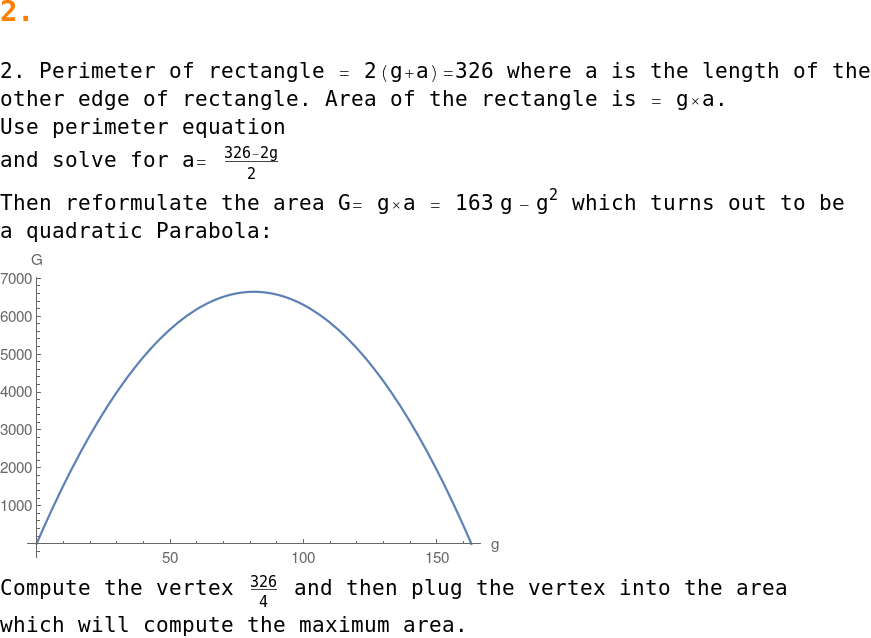 2.
2. Perimeter of rectangle = 2(g+a)=326 where a is the length of the
other edge of rectangle. Area of the rectangle is = g×a.
Use perimeter equation
and solve for a= \frac{326-2g}{2}
Then reformulate the area G= g×a = 163 g - g^2 which turns out to be
a quadratic Parabola:
G
7000
6000
5000
4000
3000
2000
1000
50 100 150 g
Compute the vertex \frac{326}{4} and then plug the vertex into the area
which will compute the maximum area.